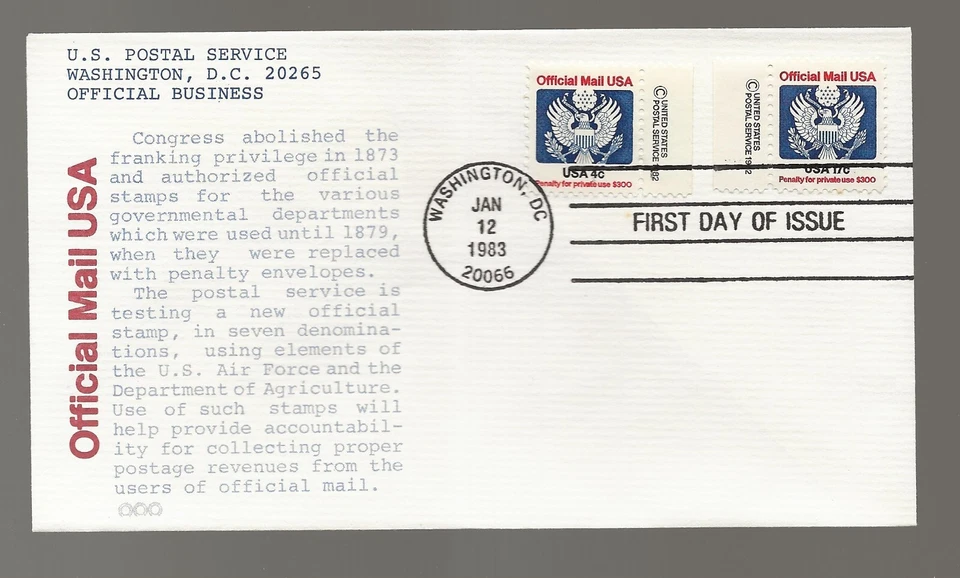 U.S. POSTAL SERVICE
WASHINGTON, D.C. 20265
OFFICIAL BUSINESS
Official Mail USA
Congress abolished the
franking privilege in 1873
and authorized official
stamps for the various
governmental departments
which were used until 1879,
when they were replaced
with penalty envelopes.
The postal service is
testing a new official
stamp, in seven denomina-
tions, using elements of
the U.S. Air Force and the
Department of Agriculture.
Use of such stamps will
help provide accountabil-
ity for collecting proper
postage revenues from the
users of official mail.
Official Mail USA
USA 4c
Penalty for private use $300
© UNITED STATES
POSTAL SERVICE 1982
© UNITED STATES
POSTAL SERVICE 1982
Official Mail USA
USA 17c
Penalty for private use $300
WASHINGTON, DC
JAN
12
1983
20066
FIRST DAY OF ISSUE